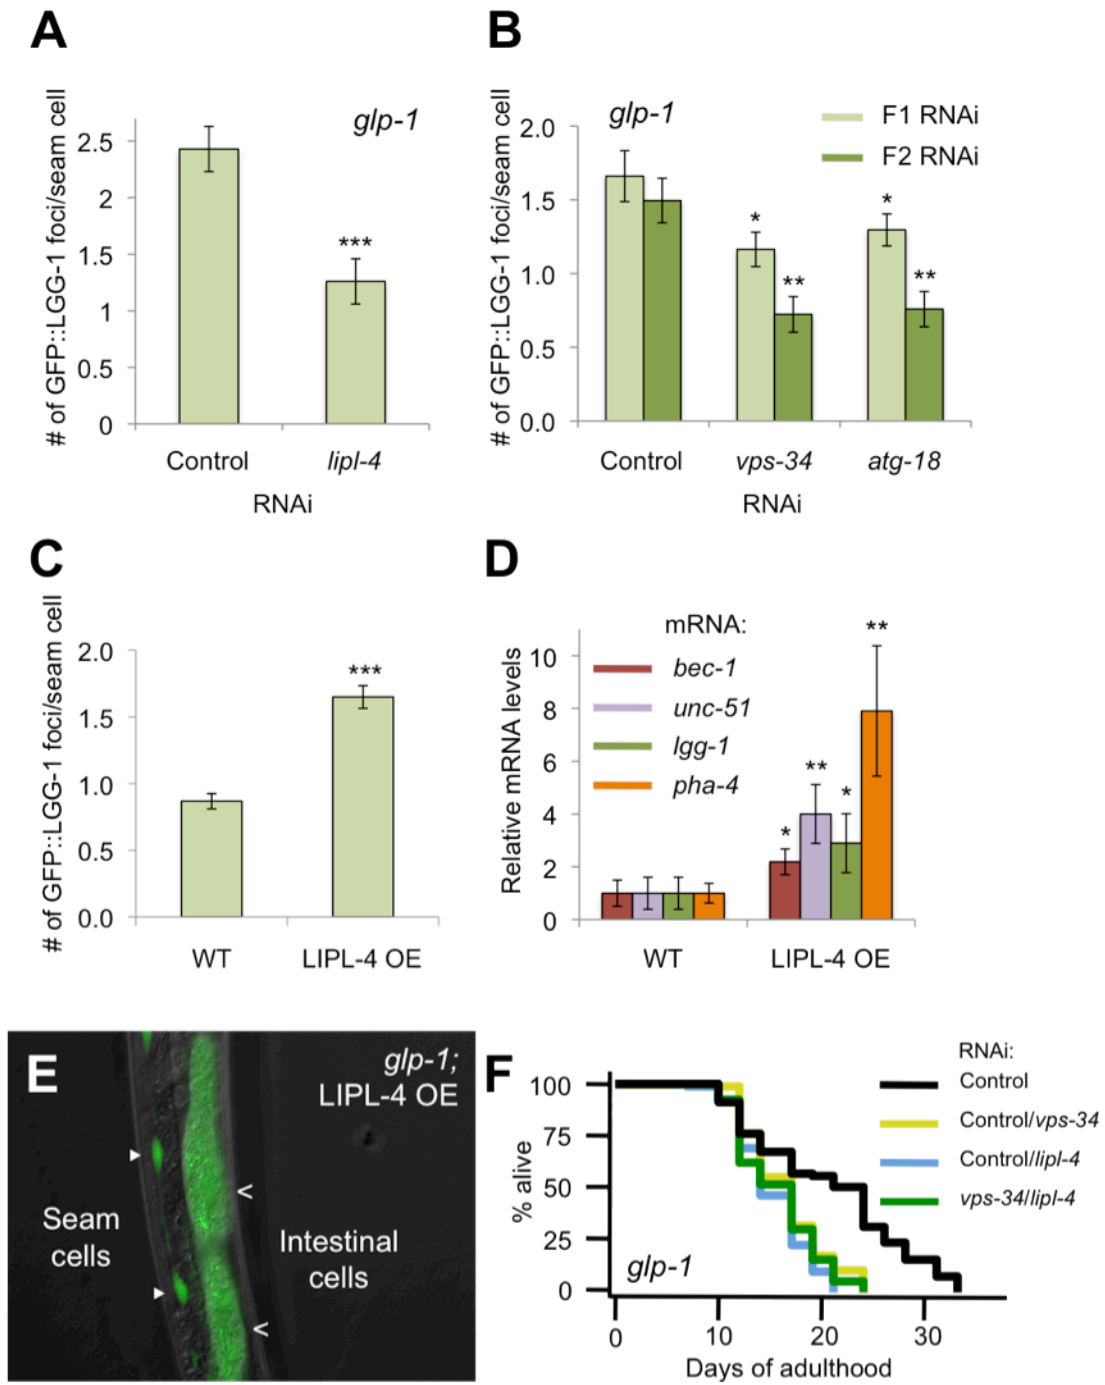 A
glp-1
# of GFP::LGG-1 foci/seam cell
2.5
2
1.5
1
0.5
0
***
Control
lipl-4
RNAi
B
glp-1
F1 RNAi
F2 RNAi
# of GFP::LGG-1 foci/seam cell
2.0
1.5
1.0
0.5
0.0
*
**
*
**
Control
vps-34
atg-18
RNAi
C
# of GFP::LGG-1 foci/seam cell
2.0
1.5
1.0
0.5
0.0
***
WT
LIPL-4 OE
D
mRNA:
bec-1
unc-51
lgg-1
pha-4
Relative mRNA levels
10
8
6
4
2
0
*
**
*
**
WT
LIPL-4 OE
E
glp-1;
LIPL-4 OE
Seam
cells
Intestinal
cells
F
RNAi:
Control
Control/vps-34
Control/lipl-4
vps-34/lipl-4
% alive
100
75
50
25
0
glp-1
0
10
20
30
Days of adulthood